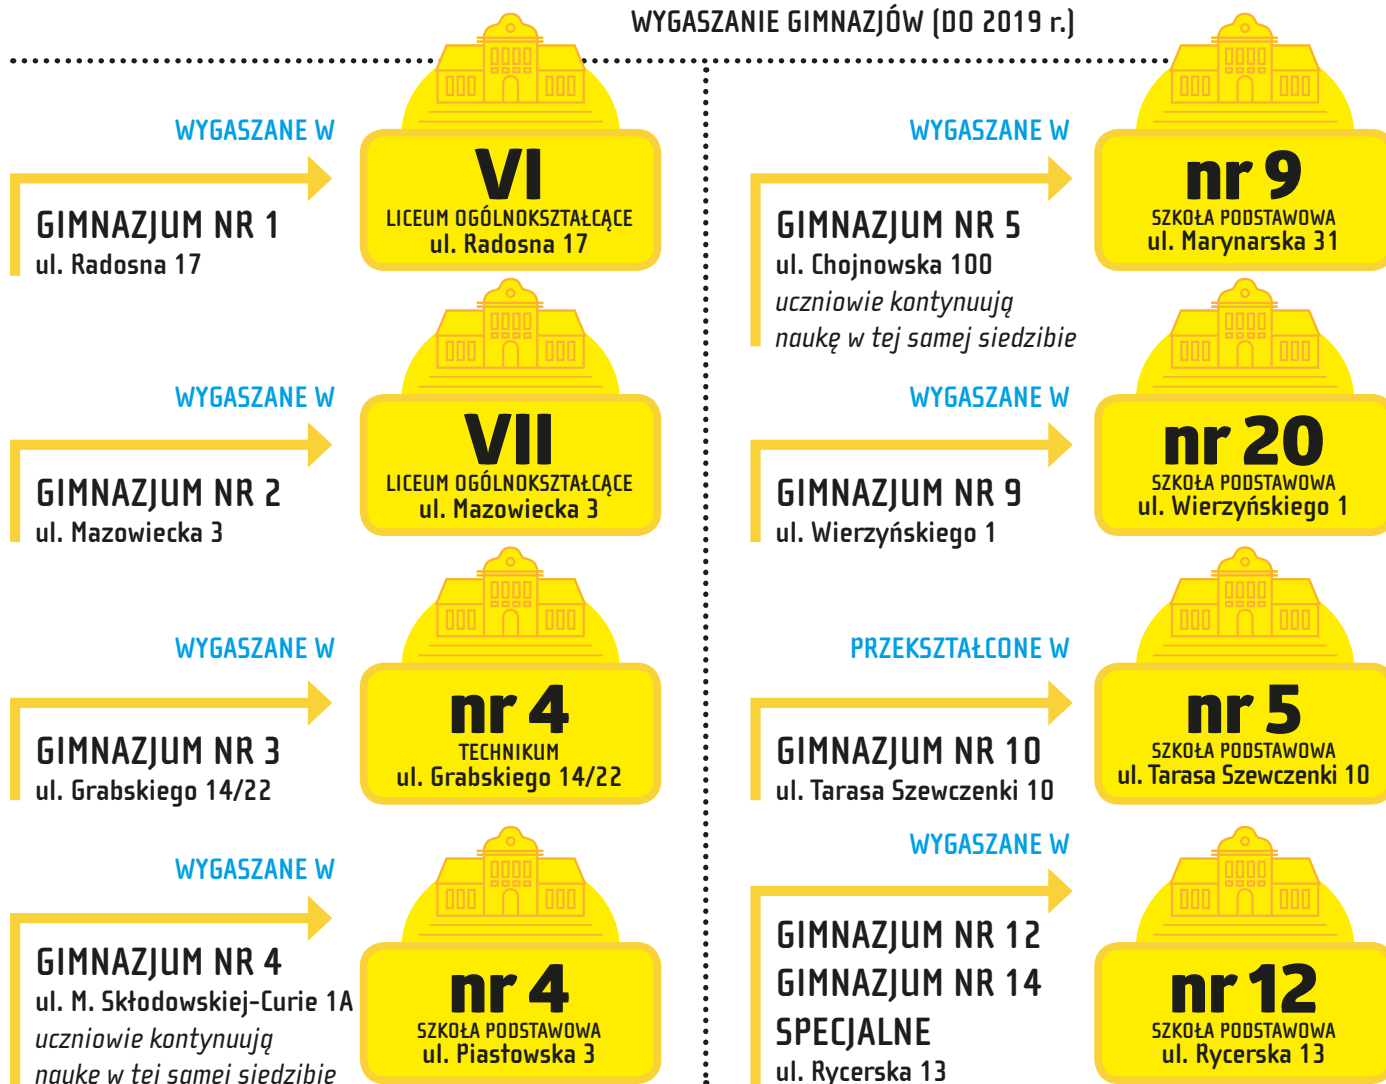 WYGASZANIE GIMNAZJÓW (DO 2019 r.)
WYGASZANE W
GIMNAZJUM NR 1
ul. Radosna 17
VI
LICEUM OGÓLNOKSZTAŁCĄCE
ul. Radosna 17
WYGASZANE W
GIMNAZJUM NR 2
ul. Mazowiecka 3
VII
LICEUM OGÓLNOKSZTAŁCĄCE
ul. Mazowiecka 3
WYGASZANE W
GIMNAZJUM NR 3
ul. Grabskiego 14/22
nr 4
TECHNIKUM
ul. Grabskiego 14/22
WYGASZANE W
GIMNAZJUM NR 4
ul. M. Skłodowskiej-Curie 1A
uczniowie kontynuują
naukę w tej samej siedzibie
nr 4
SZKOŁA PODSTAWOWA
ul. Piastowska 3
WYGASZANE W
GIMNAZJUM NR 5
ul. Chojnowska 100
uczniowie kontynuują
naukę w tej samej siedzibie
nr 9
SZKOŁA PODSTAWOWA
ul. Marynarska 31
WYGASZANE W
GIMNAZJUM NR 9
ul. Wierzyńskiego 1
nr 20
SZKOŁA PODSTAWOWA
ul. Wierzyńskiego 1
PRZEKSZTAŁCONE W
GIMNAZJUM NR 10
ul. Tarasa Szewczenki 10
nr 5
SZKOŁA PODSTAWOWA
ul. Tarasa Szewczenki 10
WYGASZANE W
GIMNAZJUM NR 12
GIMNAZJUM NR 14
SPECJALNE
ul. Rycerska 13
nr 12
SZKOŁA PODSTAWOWA
ul. Rycerska 13